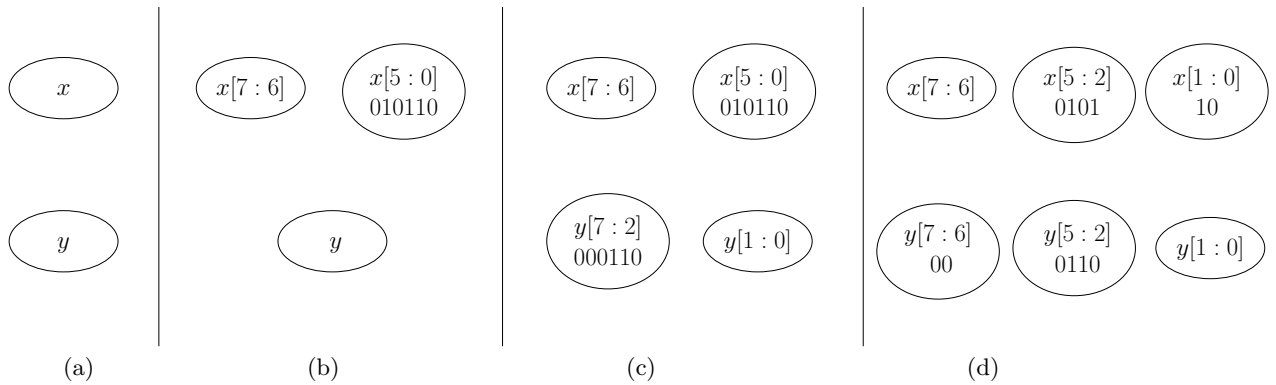 x
y
(a)
x[7 : 6]
x[5 : 0]
010110
y
(b)
x[7 : 6]
x[5 : 0]
010110
y[7 : 2]
000110
y[1 : 0]
(c)
x[7 : 6]
x[5 : 2]
0101
x[1 : 0]
10
y[7 : 6]
00
y[5 : 2]
0110
y[1 : 0]
(d)